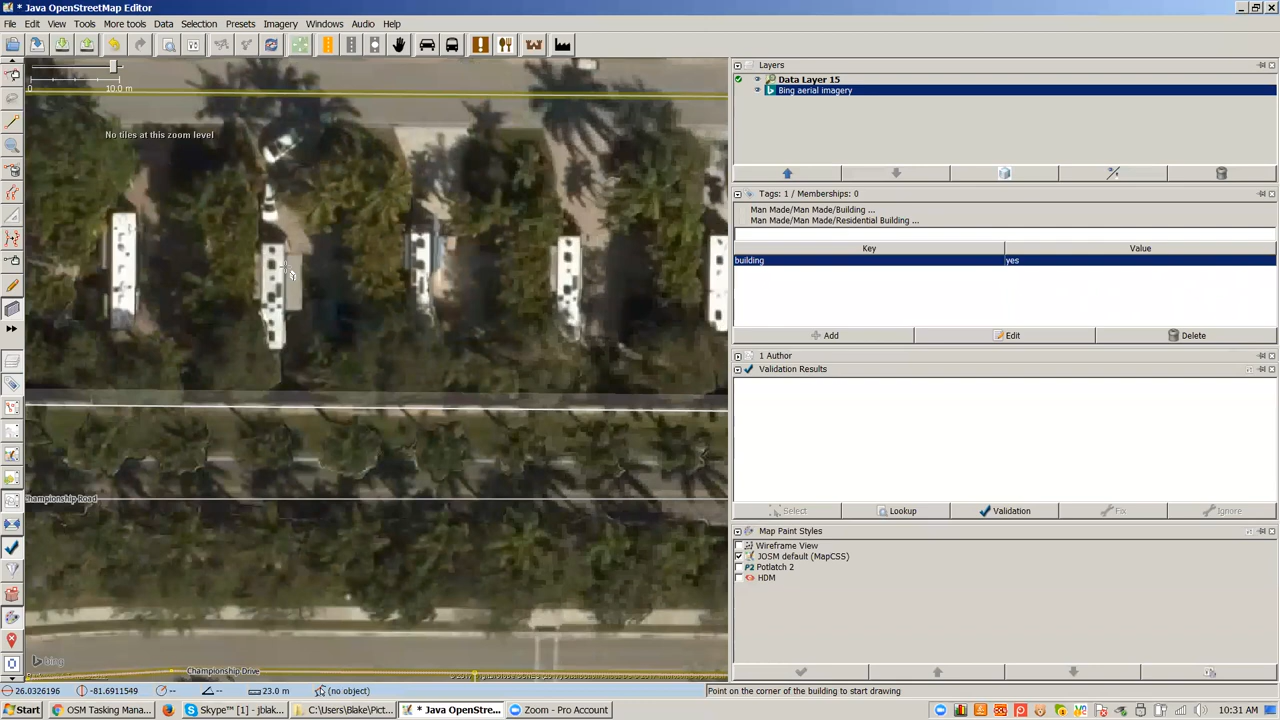 * Java OpenStreetMap Editor
File Edit View Tools More tools Data Selection Presets Imagery Windows Audio Help
0 10.0 m
No tiles at this zoom level
Championship Road
bing
Championship Drive
Layers
Data Layer 15
Bing aerial imagery
Tags: 1 / Memberships: 0
Man Made/Man Made/Building ...
Man Made/Man Made/Residential Building ...
Key Value
building yes
Add Edit Delete
1 Author
Validation Results
Select Lookup Validation Fix Ignore
Map Paint Styles
Wireframe View
JOSM default (MapCSS)
P2 Potlatch 2
HDM
26.0326196 -81.6911549 -- -- 23.0 m (no object) Point on the corner of the building to start drawing
Start OSM Tasking Mana... Skype™ [1] - jblak... C:\Users\Blake\Pict... * Java OpenStre... Zoom - Pro Account 10:31 AM